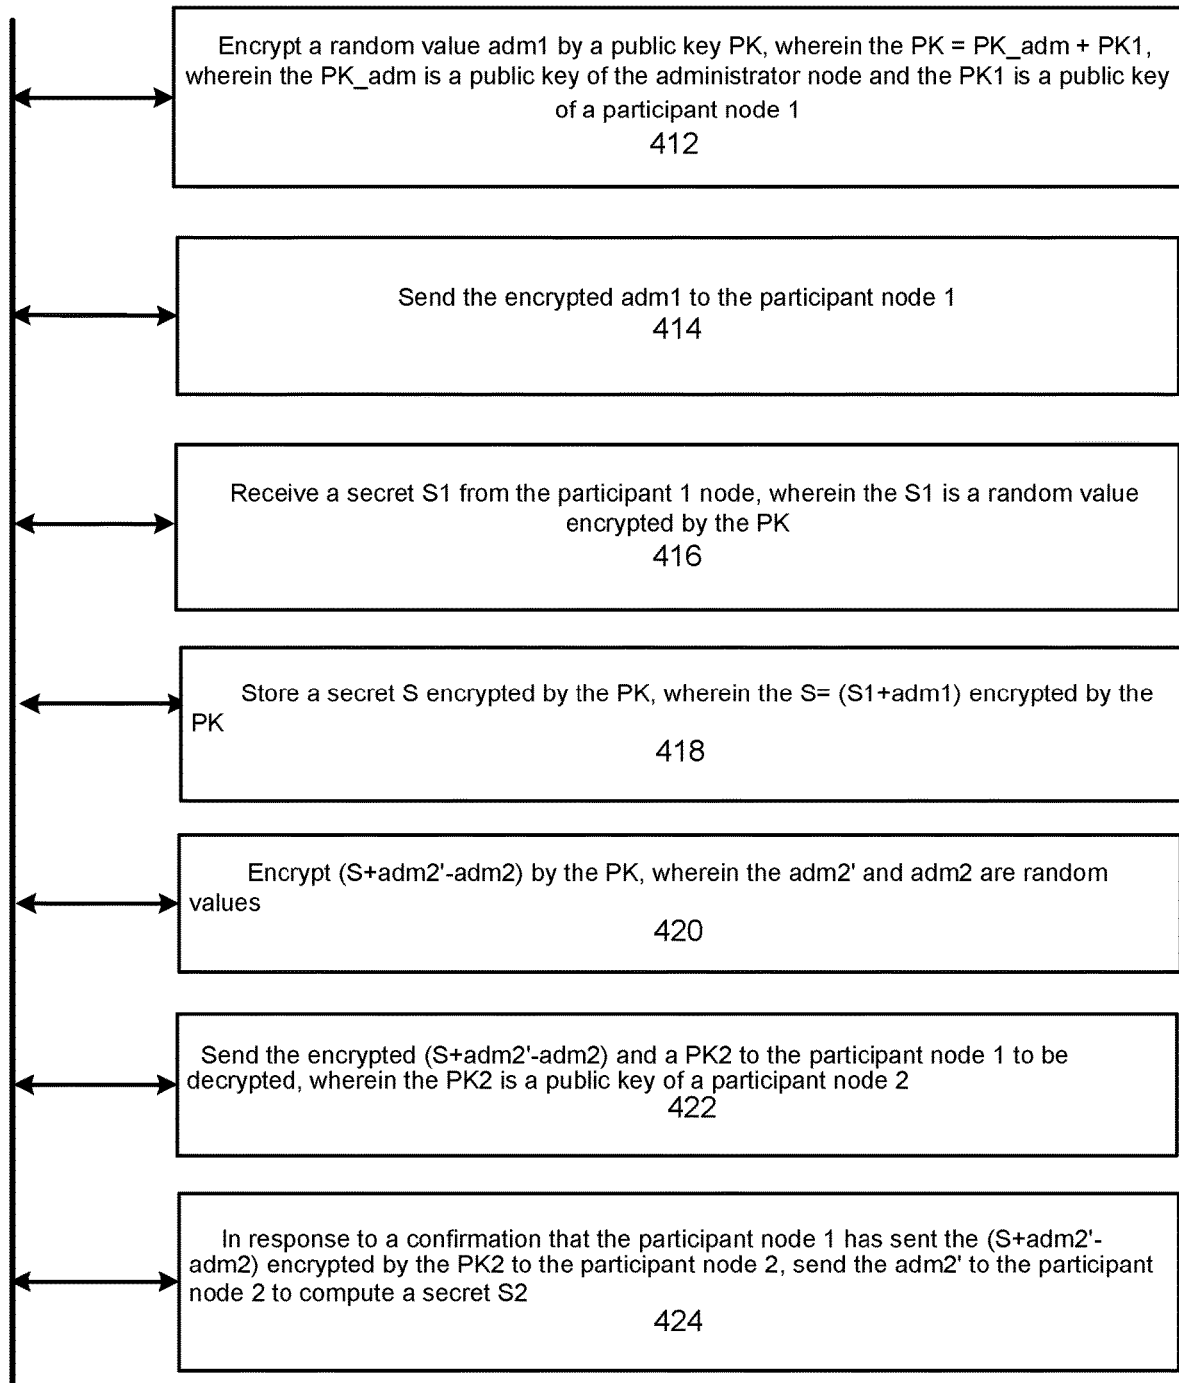 Encrypt a random value adm1 by a public key PK, wherein the PK = PK_adm + PK1,
wherein the PK_adm is a public key of the administrator node and the PK1 is a public key
of a participant node 1
412
Send the encrypted adm1 to the participant node 1
414
Receive a secret S1 from the participant 1 node, wherein the S1 is a random value
encrypted by the PK
416
Store a secret S encrypted by the PK, wherein the S= (S1+adm1) encrypted by the
PK
418
Encrypt (S+adm2'-adm2) by the PK, wherein the adm2' and adm2 are random
values
420
Send the encrypted (S+adm2'-adm2) and a PK2 to the participant node 1 to be
decrypted, wherein the PK2 is a public key of a participant node 2
422
In response to a confirmation that the participant node 1 has sent the (S+adm2'-
adm2) encrypted by the PK2 to the participant node 2, send the adm2' to the participant
node 2 to compute a secret S2
424